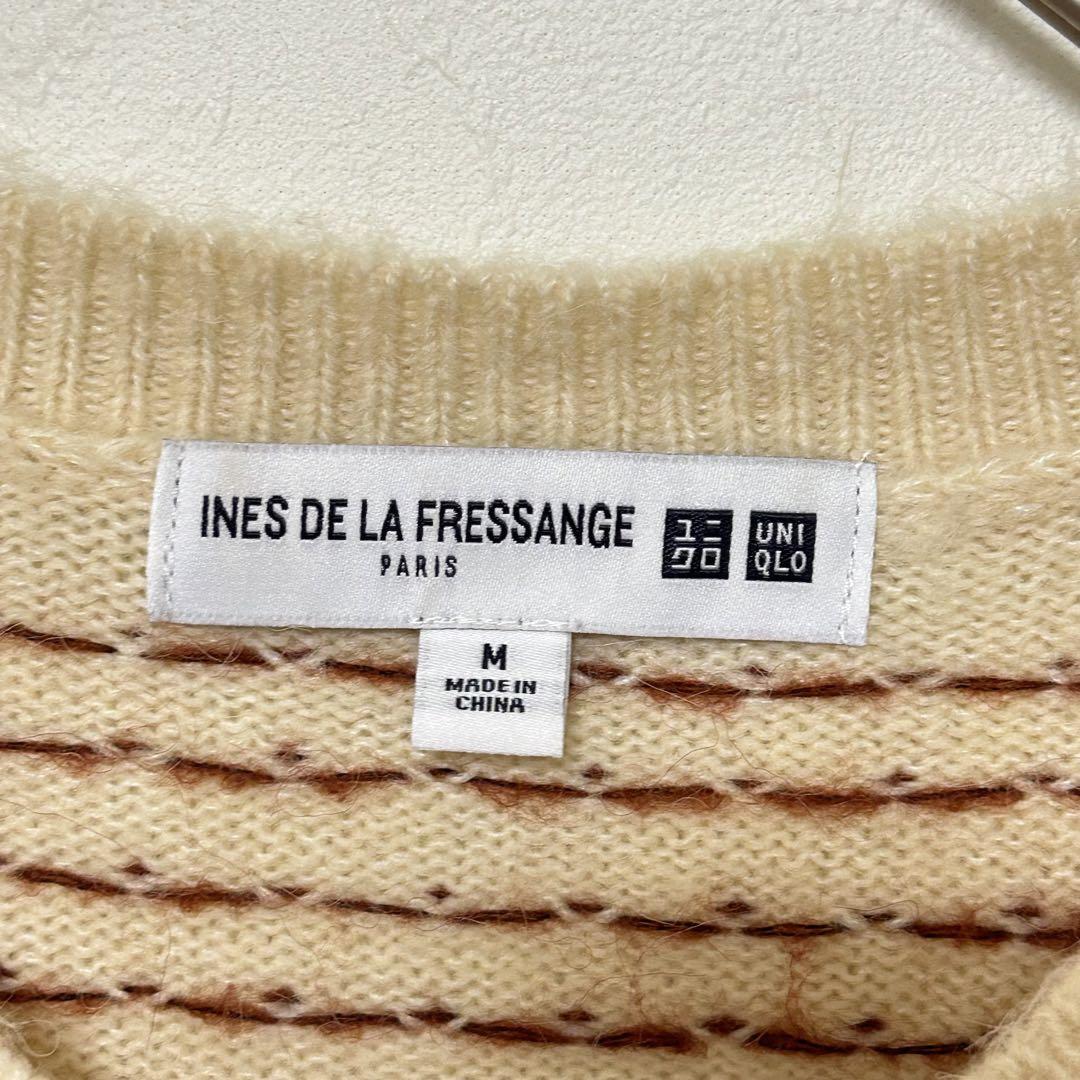 INES DE LA FRESSANGE
PARIS
ユニ
クロ
UNI
QLO
M
MADE IN
CHINA